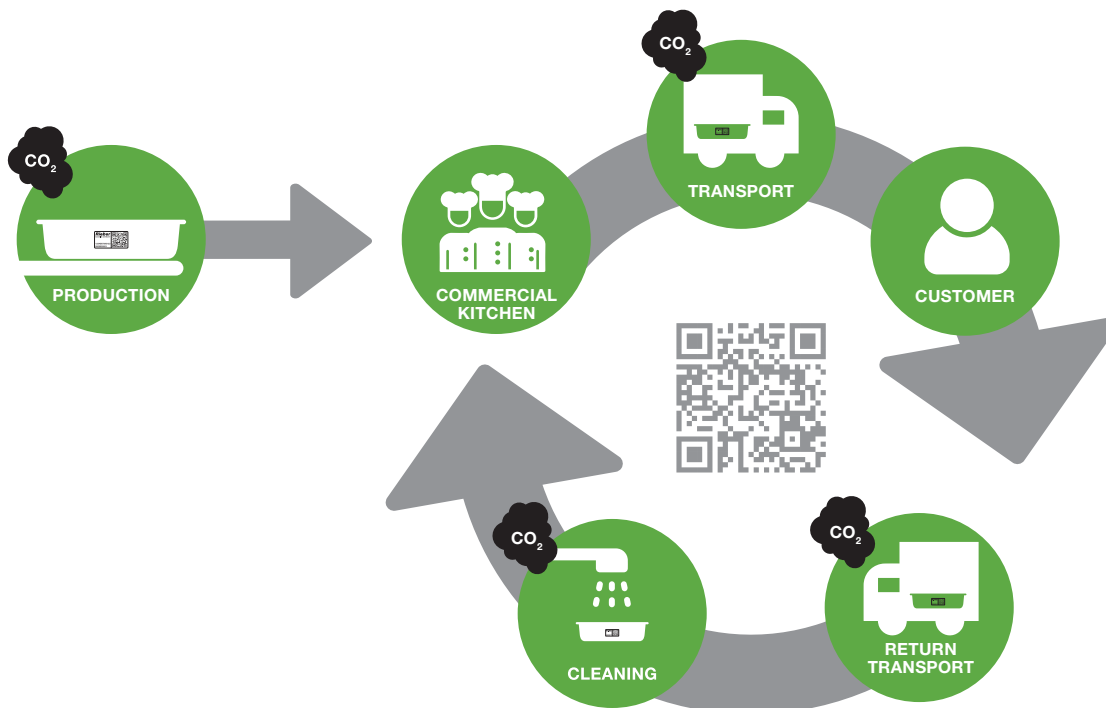 CO2
PRODUCTION
COMMERCIAL
KITCHEN
CO2
TRANSPORT
CUSTOMER
CO2
RETURN
TRANSPORT
CO2
CLEANING